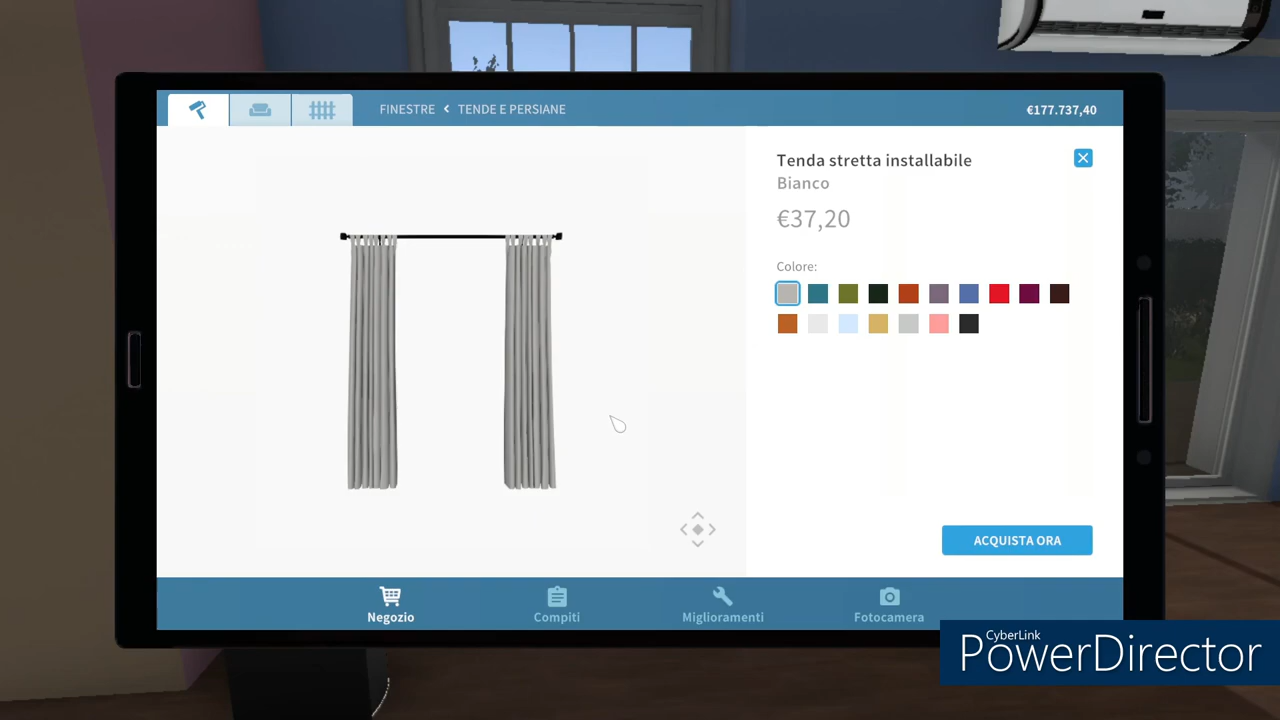 FINESTRE < TENDE E PERSIANE
€177.737,40
Tenda stretta installabile
Bianco
€37,20
Colore:
ACQUISTA ORA
Negozio
Compiti
Miglioramenti
Fotocamera
CyberLink
PowerDirector